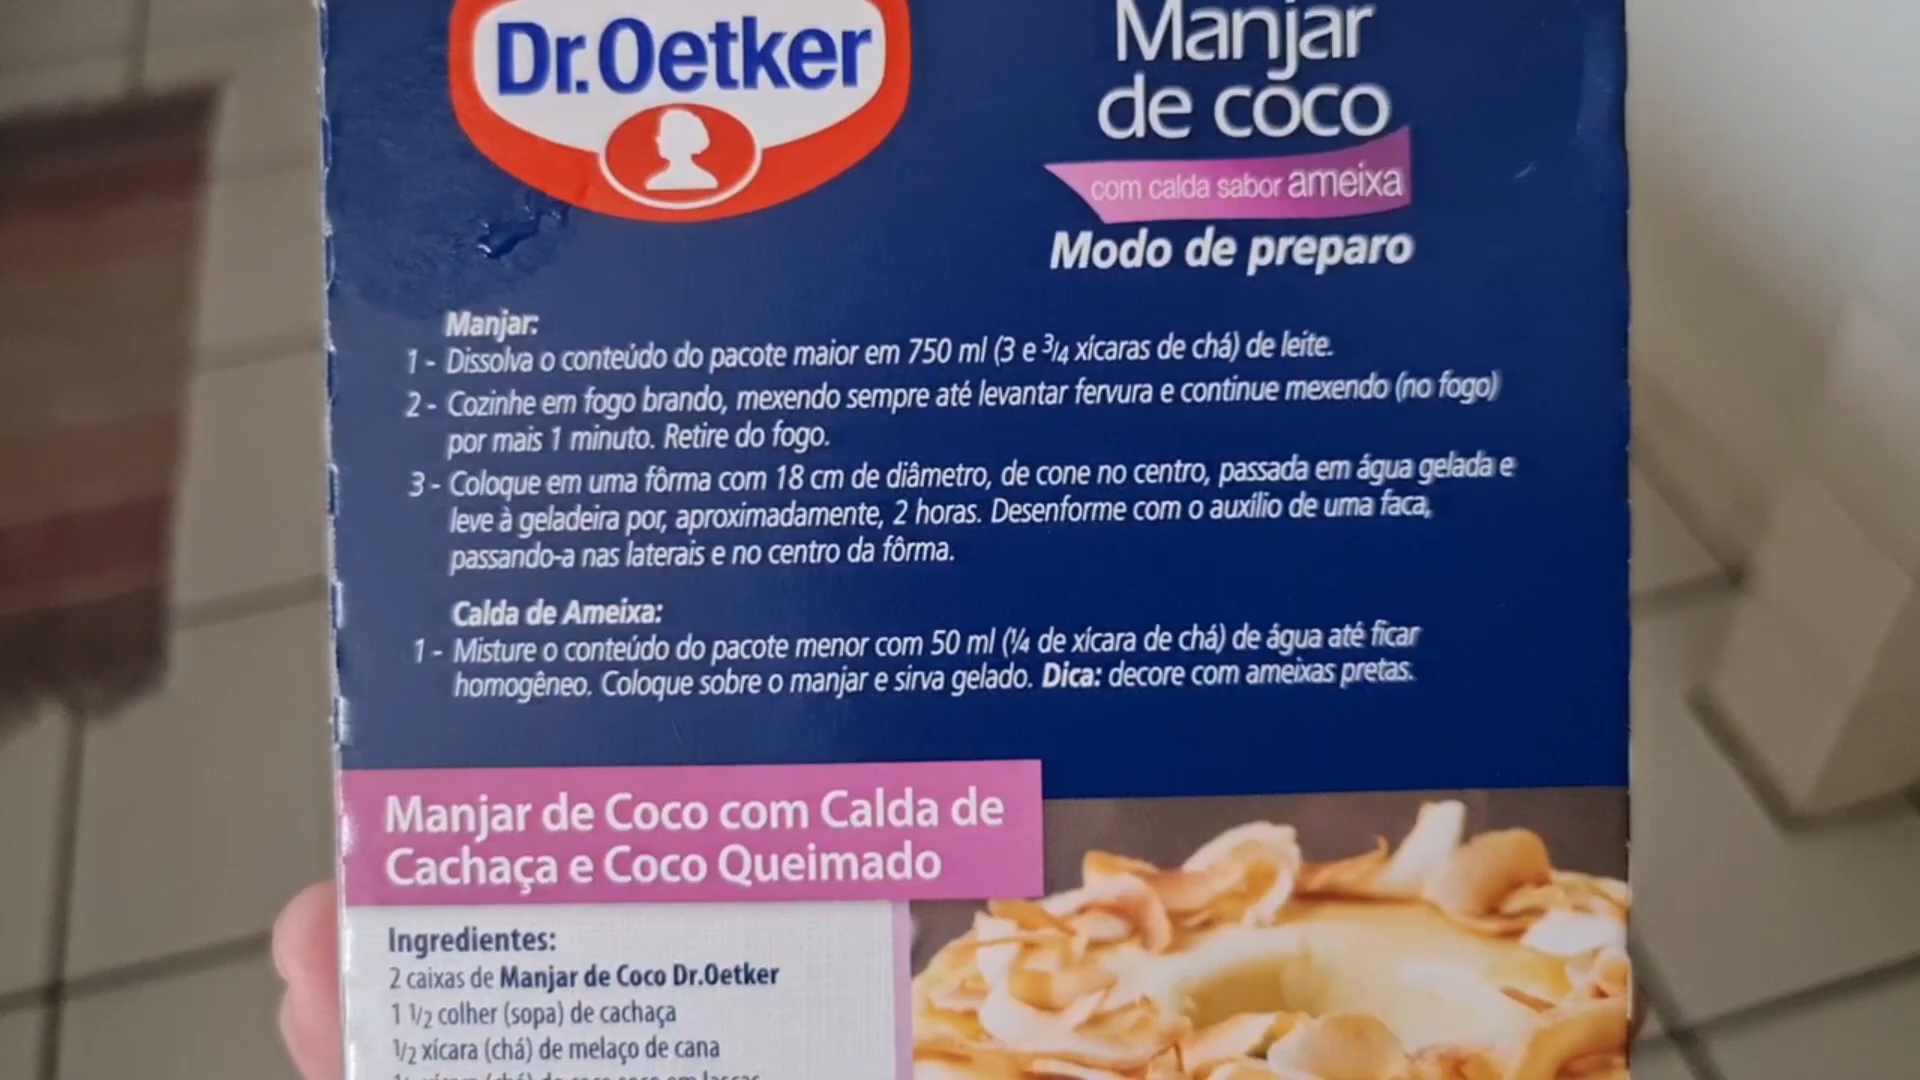 Dr.Oetker
Manjar
de coco
com calda sabor ameixa
Modo de preparo
Manjar:
1 - Dissolva o conteúdo do pacote maior em 750 ml (3 e 3/4 xícaras de chá) de leite.
2 - Cozinhe em fogo brando, mexendo sempre até levantar fervura e continue mexendo (no fogo)
por mais 1 minuto. Retire do fogo.
3 - Coloque em uma fôrma com 18 cm de diâmetro, de cone no centro, passada em água gelada e
leve à geladeira por, aproximadamente, 2 horas. Desenforme com o auxílio de uma faca,
passando-a nas laterais e no centro da fôrma.
Calda de Ameixa:
1 - Misture o conteúdo do pacote menor com 50 ml (1/4 de xícara de chá) de água até ficar
homogêneo. Coloque sobre o manjar e sirva gelado. Dica: decore com ameixas pretas.
Manjar de Coco com Calda de
Cachaça e Coco Queimado
Ingredientes:
2 caixas de Manjar de Coco Dr.Oetker
1 1/2 colher (sopa) de cachaça
1/2 xícara (chá) de melaço de cana